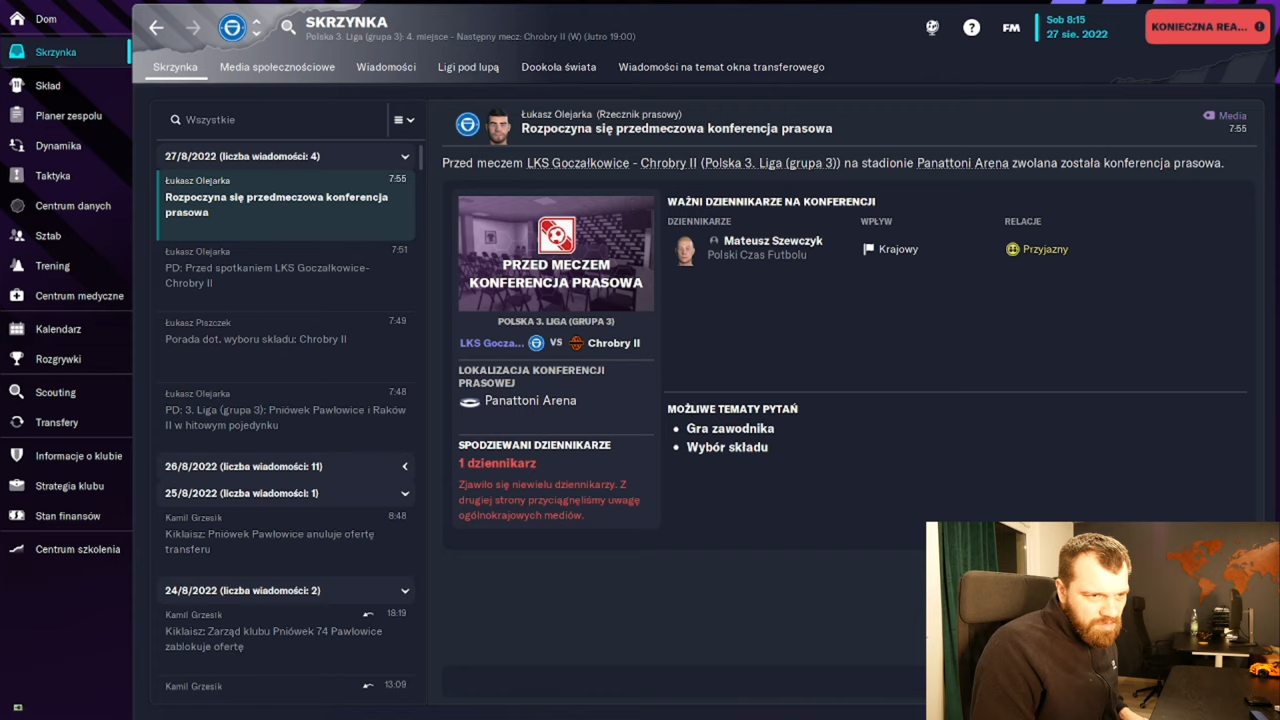 Dom
Skrzynka
Skład
Planer zespołu
Dynamika
Taktyka
Centrum danych
Sztab
Trening
Centrum medyczne
Kalendarz
Rozgrywki
Scouting
Transfery
Informacje o klubie
Strategia klubu
Stan finansów
Centrum szkolenia
SKRZYNKA
Polska 3. Liga (grupa 3): 4. miejsce - Następny mecz: Chrobry II (W) (Jutro 19:00)
?
FM
Sob 8:15
27 sie. 2022
KONIECZNA REA...
Skrzynka
Media społecznościowe
Wiadomości
Ligi pod lupą
Dookoła świata
Wiadomości na temat okna transferowego
Wszystkie
27/8/2022 (liczba wiadomości: 4)
Łukasz Olejarka 7:55
Rozpoczyna się przedmeczowa konferencja
prasowa
Łukasz Olejarka 7:51
PD: Przed spotkaniem LKS Goczałkowice-
Chrobry II
Łukasz Piszczek 7:49
Porada dot. wyboru składu: Chrobry II
Łukasz Olejarka 7:48
PD: 3. Liga (grupa 3): Pniówek Pawłowice i Raków
II w hitowym pojedynku
26/8/2022 (liczba wiadomości: 11)
25/8/2022 (liczba wiadomości: 1)
Kamil Grzesik 8:48
Kiklaisz: Pniówek Pawłowice anuluje ofertę
transferu
24/8/2022 (liczba wiadomości: 2)
Kamil Grzesik 18:19
Kiklaisz: Zarząd klubu Pniówek 74 Pawłowice
zablokuje ofertę
Kamil Grzesik 13:09
Łukasz Olejarka (Rzecznik prasowy)
Rozpoczyna się przedmeczowa konferencja prasowa
Media
7:55
Przed meczem LKS Goczałkowice - Chrobry II (Polska 3. Liga (grupa 3)) na stadionie Panattoni Arena zwołana została konferencja prasowa.
PRZED MECZEM
KONFERENCJA PRASOWA
POLSKA 3. LIGA (GRUPA 3)
LKS Gocza... VS Chrobry II
LOKALIZACJA KONFERENCJI
PRASOWEJ
Panattoni Arena
SPODZIEWANI DZIENNIKARZE
1 dziennikarz
Zjawiło się niewielu dziennikarzy. Z
drugiej strony przyciągnęliśmy uwagę
ogólnokrajowych mediów.
WAŻNI DZIENNIKARZE NA KONFERENCJI
DZIENNIKARZE WPŁYW RELACJE
Mateusz Szewczyk
Polski Czas Futbolu
Krajowy
Przyjazny
MOŻLIWE TEMATY PYTAŃ
Gra zawodnika
Wybór składu